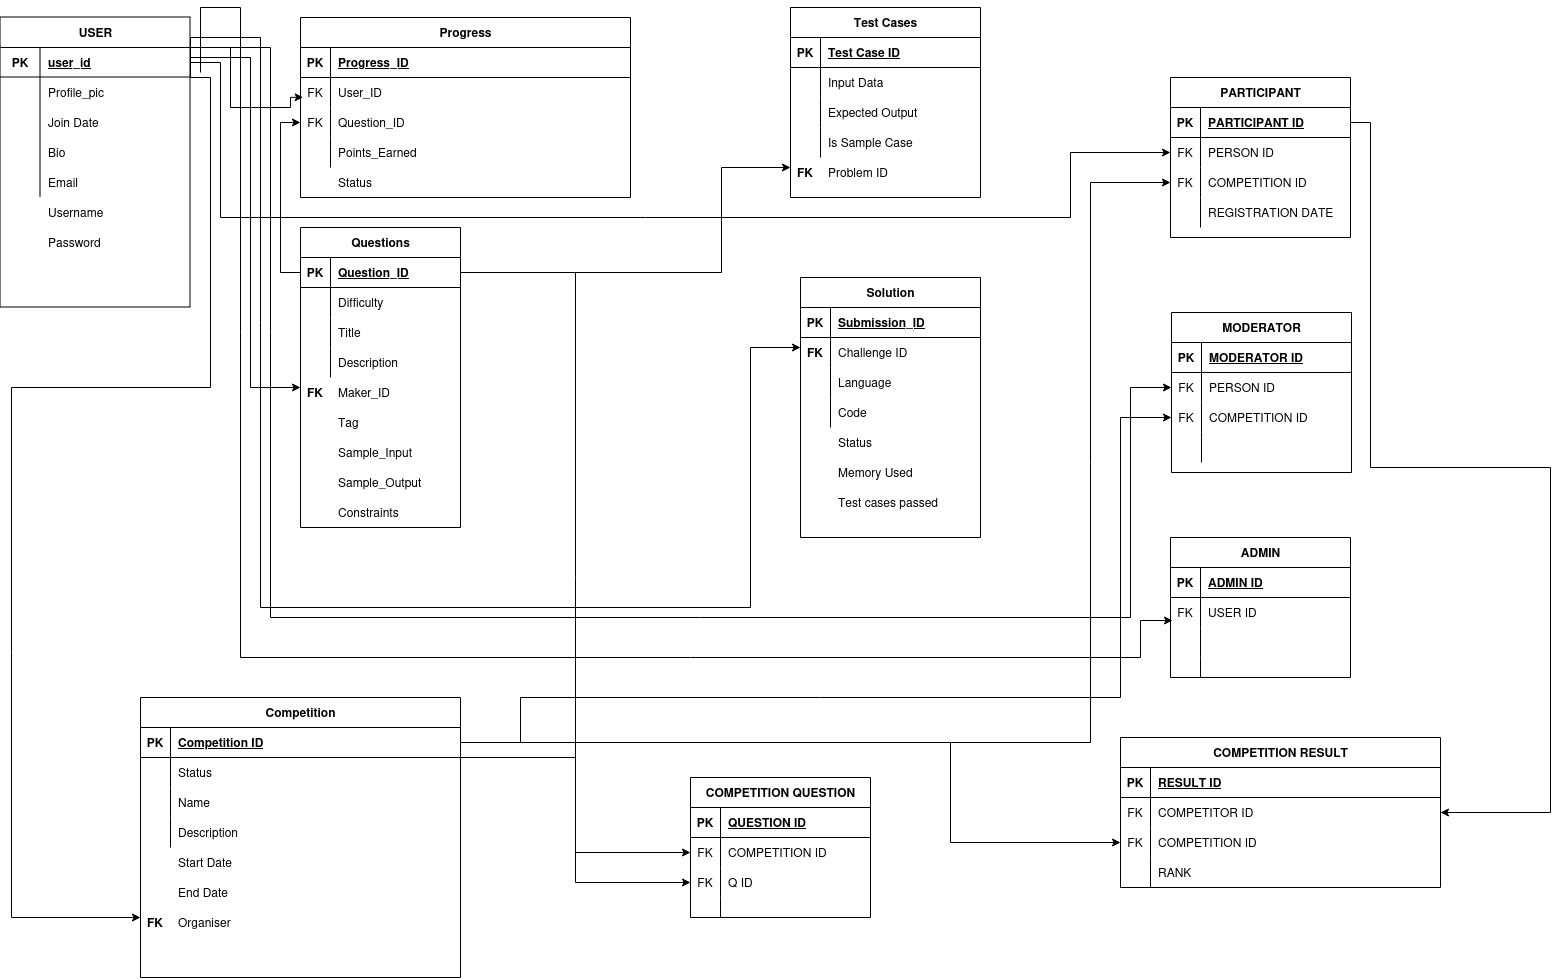 USER
PK user_id
Profile_pic
Join Date
Bio
Email
Username
Password
Progress
PK Progress_ID
FK User_ID
FK Question_ID
Points_Earned
Status
Test Cases
PK Test Case ID
Input Data
Expected Output
Is Sample Case
FK Problem ID
PARTICIPANT
PK PARTICIPANT ID
FK PERSON ID
FK COMPETITION ID
REGISTRATION DATE
Questions
PK Question_ID
Difficulty
Title
Description
FK Maker_ID
Tag
Sample_Input
Sample_Output
Constraints
Solution
PK Submission_ID
FK Challenge ID
Language
Code
Status
Memory Used
Test cases passed
MODERATOR
PK MODERATOR ID
FK PERSON ID
FK COMPETITION ID
ADMIN
PK ADMIN ID
FK USER ID
Competition
PK Competition ID
Status
Name
Description
Start Date
End Date
FK Organiser
COMPETITION QUESTION
PK QUESTION ID
FK COMPETITION ID
FK Q ID
COMPETITION RESULT
PK RESULT ID
FK COMPETITOR ID
FK COMPETITION ID
RANK